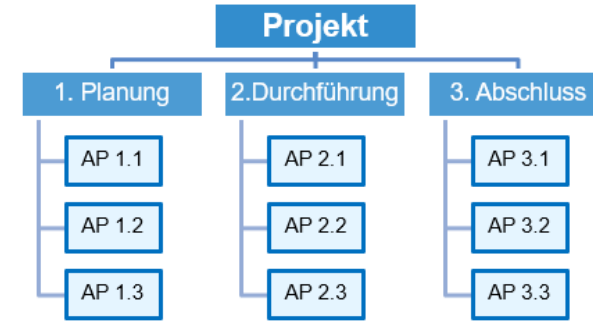 Projekt
1. Planung
2.Durchführung
3. Abschluss
AP 1.1
AP 2.1
AP 3.1
AP 1.2
AP 2.2
AP 3.2
AP 1.3
AP 2.3
AP 3.3